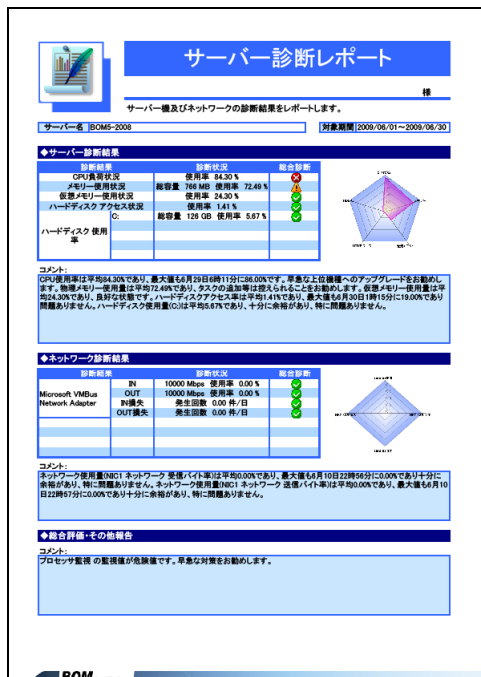 サーバー診断レポート
様
サーバー機及びネットワークの診断結果をレポートします。
サーバー名 BOM5-2008 対象期間 2009/06/01～2009/06/30
◆サーバー診断結果
診断結果 診断状況 総合診断
CPU負荷状況 使用率 84.30 %
メモリー使用状況 総容量 766 MB 使用率 72.49 %
仮想メモリー使用状況 使用率 24.30 %
ハードディスク アクセス状況 使用率 1.41 %
ハードディスク 使用率 C: 総容量 126 GB 使用率 5.67 %
コメント:
CPU使用率は平均84.30%であり、最大値も6月29日6時11分に86.00%です。早急な上位機種へのアップグレードをお勧めし
ます。物理メモリー使用量は平均72.49%であり、タスクの追加等は控えられることをお勧めします。仮想メモリー使用量は平
均24.30%であり、良好な状態です。ハードディスクアクセス率は平均1.41%であり、最大値も6月30日1時15分に19.00%であり
問題ありません。ハードディスク使用量(C:)は平均5.67%であり、十分に余裕があり、特に問題ありません。
◆ネットワーク診断結果
診断結果 診断状況 総合診断
Microsoft VMBus Network Adapter
IN 10000 Mbps 使用率 0.00 %
OUT 10000 Mbps 使用率 0.00 %
IN損失 発生回数 0.00 件/日
OUT損失 発生回数 0.00 件/日
コメント:
ネットワーク使用量(NIC1 ネットワーク 受信バイト率)は平均0.00%であり、最大値も6月10日22時56分に0.00%であり十分に
余裕があり、特に問題ありません。ネットワーク使用量(NIC1 ネットワーク 送信バイト率)は平均0.00%であり、最大値も6月10
日22時57分に0.00%であり十分に余裕があり、特に問題ありません。
◆総合評価・その他報告
コメント:
プロセッサ監視 の監視値が危険値です。早急な対策をお勧めします。
BOM